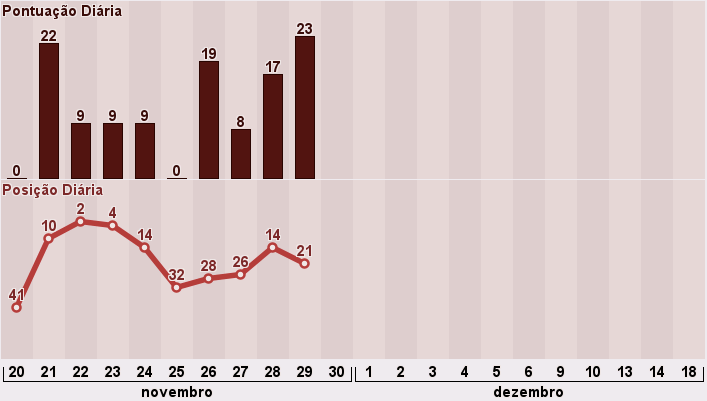 Pontuação Diária
0 22 9 9 9 0 19 8 17 23
Posição Diária
41 10 2 4 14 32 28 26 14 21
20 21 22 23 24 25 26 27 28 29 30 1 2 3 4 5 6 9 10 13 14 18
novembro dezembro